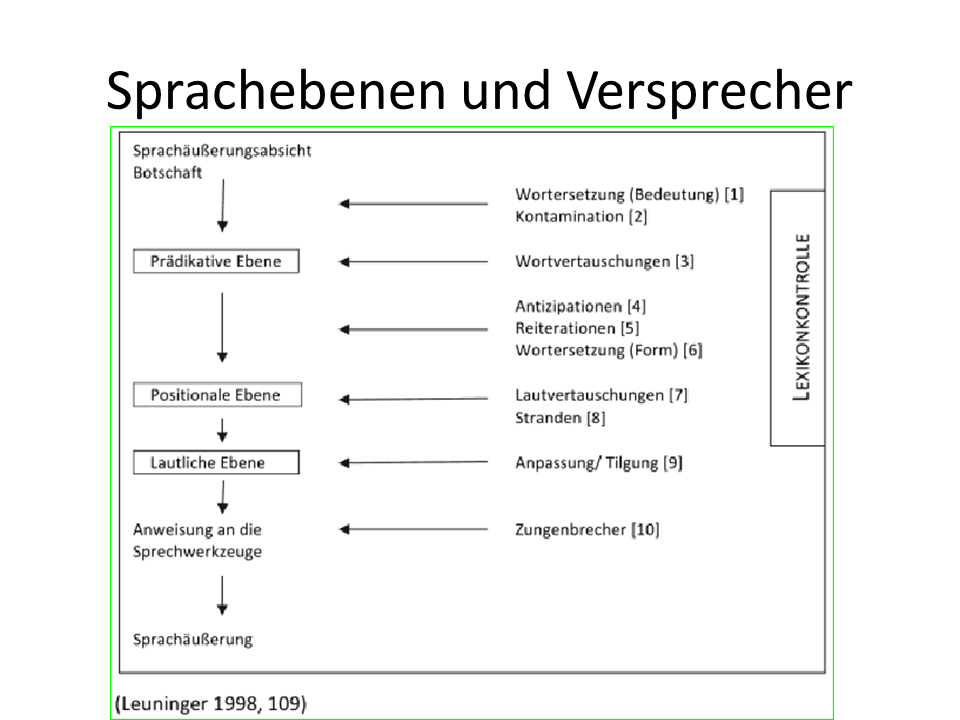 Sprachebenen und Versprecher
Sprachäußerungsabsicht
Botschaft
Wortersetzung (Bedeutung) [1]
Kontamination [2]
Prädikative Ebene
Wortvertauschungen [3]
Antizipationen [4]
Reiterationen [5]
Wortersetzung (Form) [6]
Positionale Ebene
Lautvertauschungen [7]
Stranden [8]
Lautliche Ebene
Anpassung/ Tilgung [9]
Anweisung an die
Sprechwerkzeuge
Zungenbrecher [10]
Sprachäußerung
LEXIKONKONTROLLE
(Leuninger 1998, 109)